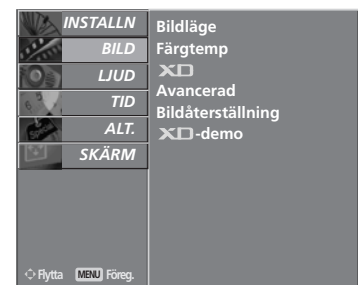 INSTALLN
BILD
LJUD
TID
ALT.
SKÄRM
Bildläge
Färgtemp
XD
Avancerad
Bildåterställning
XD-demo
Flytta MENU Föreg.